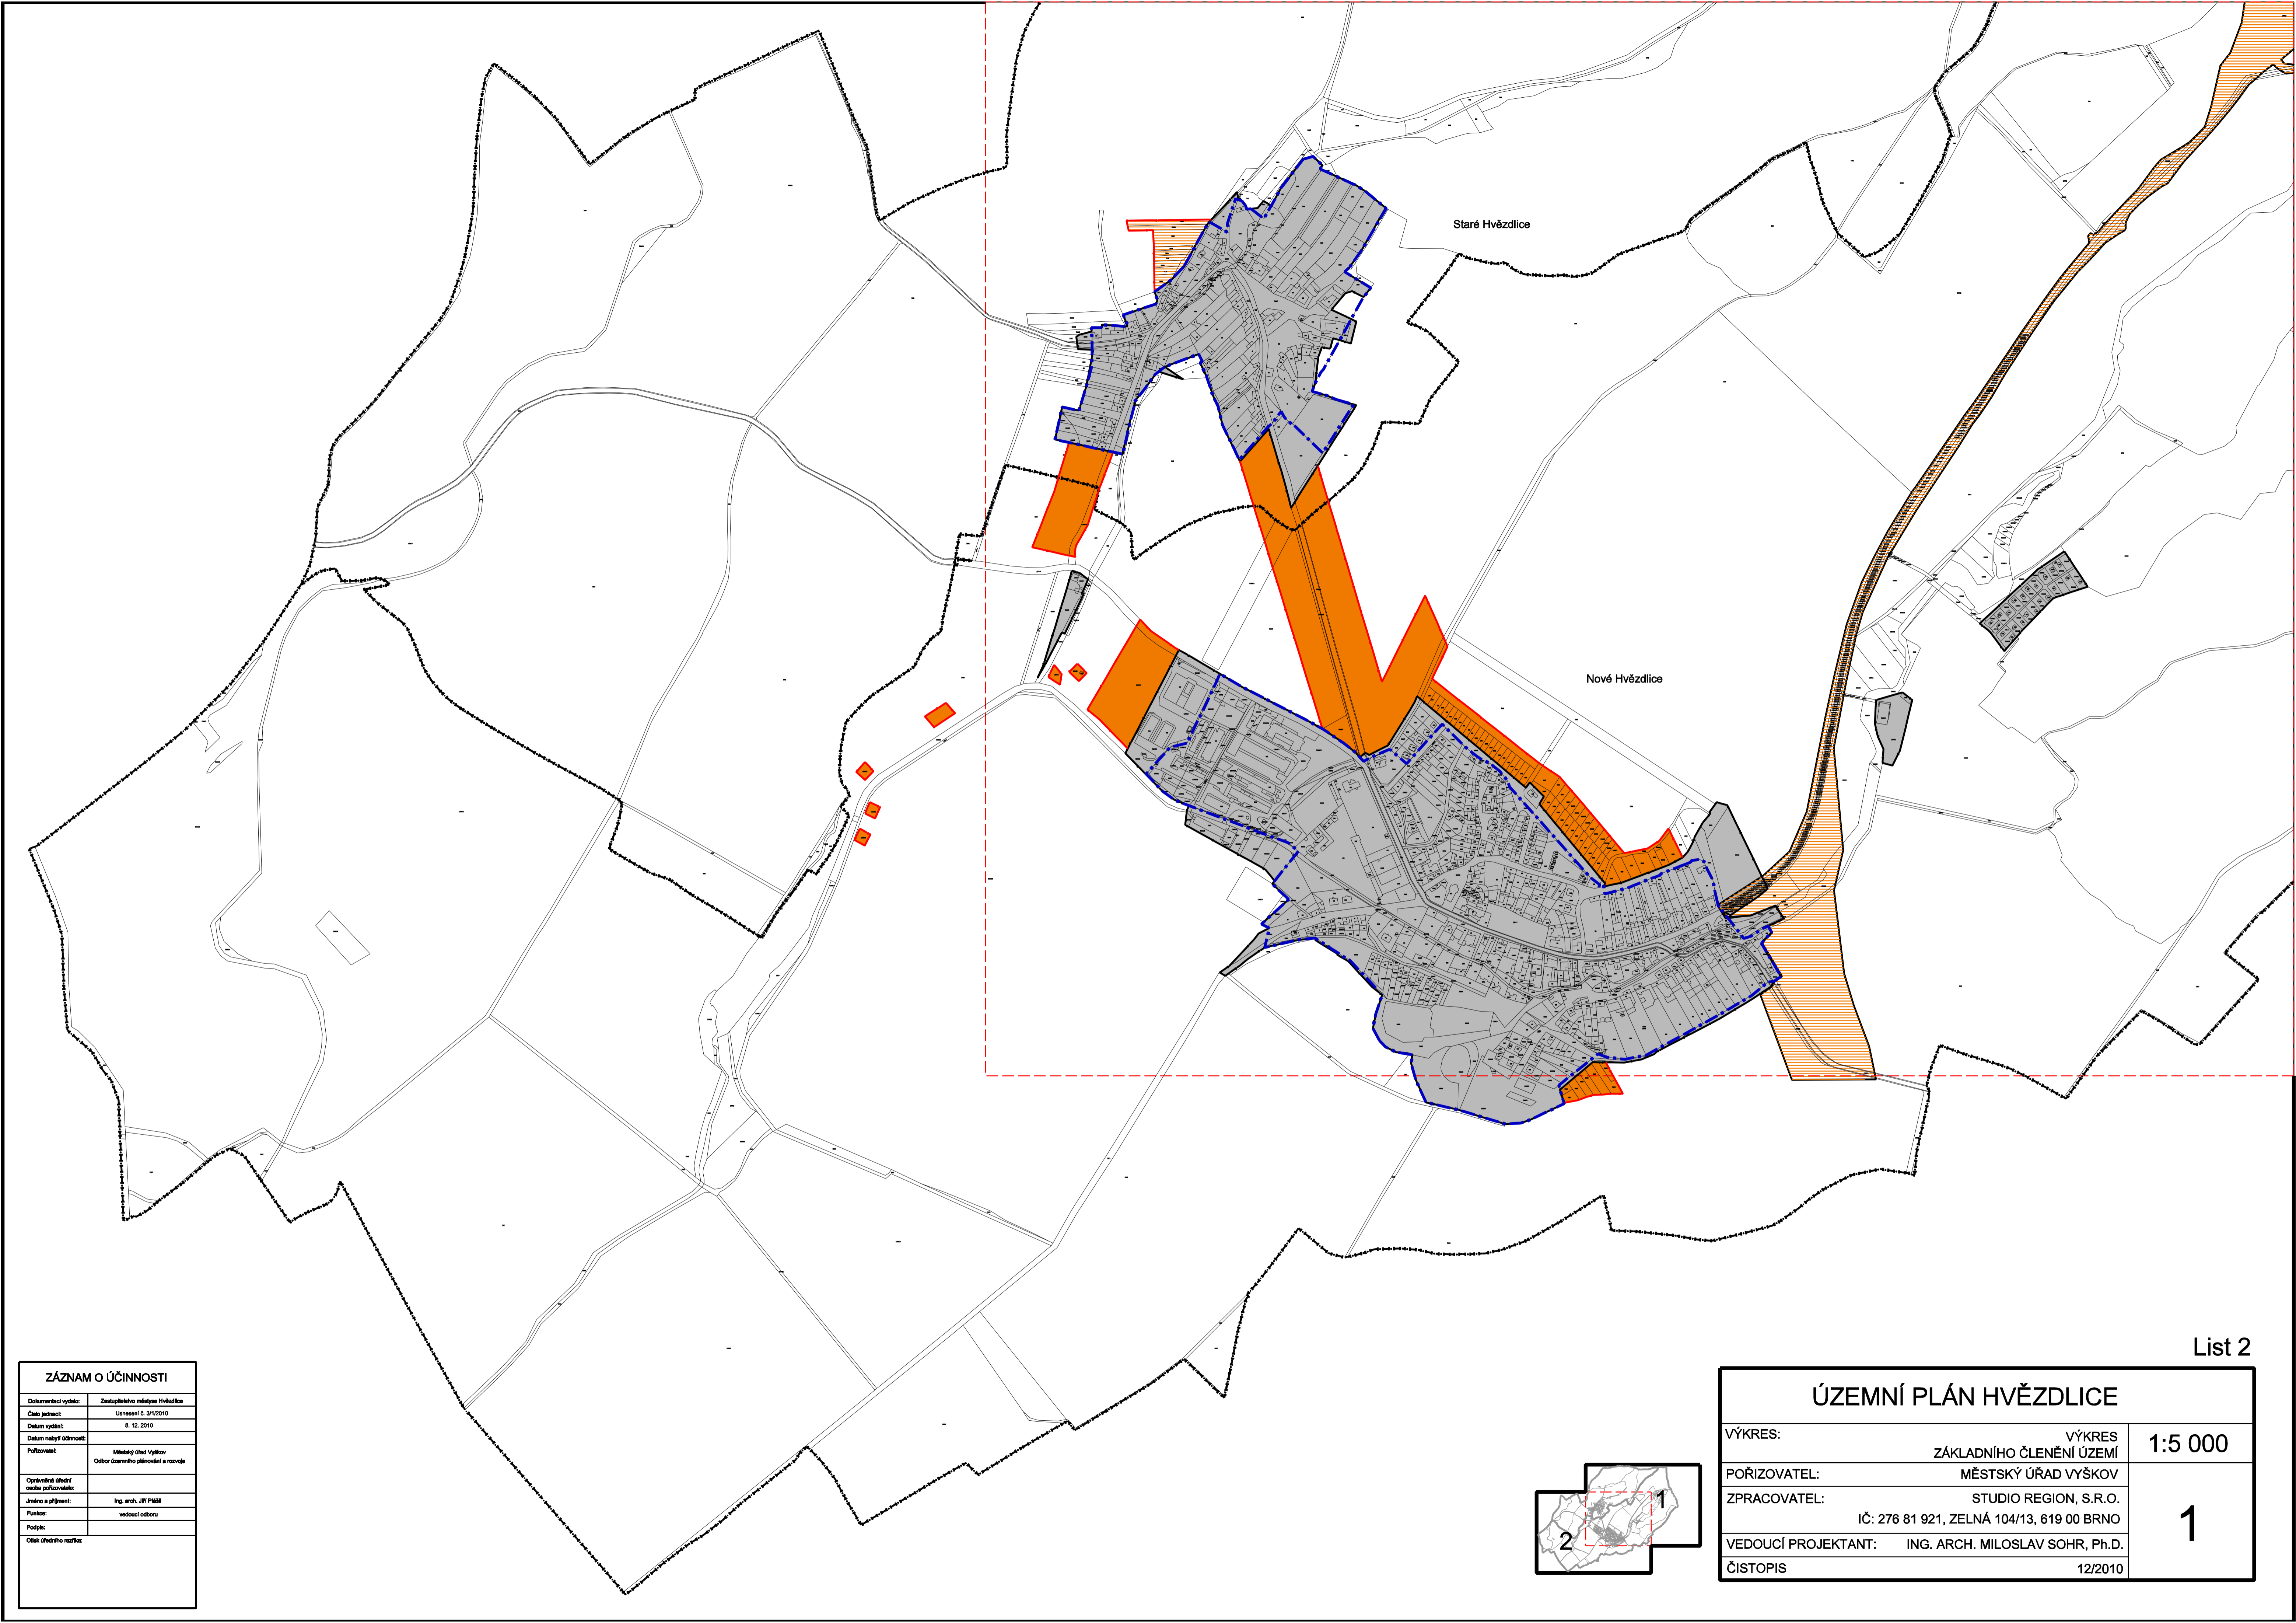 Staré Hvězdlice
Nové Hvězdlice
List 2
ZÁZNAM O ÚČINNOSTI
Dokumentaci vydalo: Zastupitelstvo městyse Hvězdlice
Číslo jednací: Usnesení č. 3/1/2010
Datum vydání: 8. 12. 2010
Datum nabytí účinnosti:
Pořizovatel: Městský úřad Vyškov
Odbor územního plánování a rozvoje
Oprávněná úřední
osoba pořizovatele:
Jméno a příjmení: Ing. arch. Jiří
Funkce: vedoucí odboru
Podpis:
Otisk úředního razítka:
1
2
ÚZEMNÍ PLÁN HVĚZDLICE
VÝKRES: VÝKRES
ZÁKLADNÍHO ČLENĚNÍ ÚZEMÍ
1:5 000
POŘIZOVATEL: MĚSTSKÝ ÚŘAD VYŠKOV
ZPRACOVATEL: STUDIO REGION, S.R.O.
IČ: 276 81 921, ZELNÁ 104/13, 619 00 BRNO
1
VEDOUCÍ PROJEKTANT: ING. ARCH. MILOSLAV SOHR, Ph.D.
ČISTOPIS 12/2010